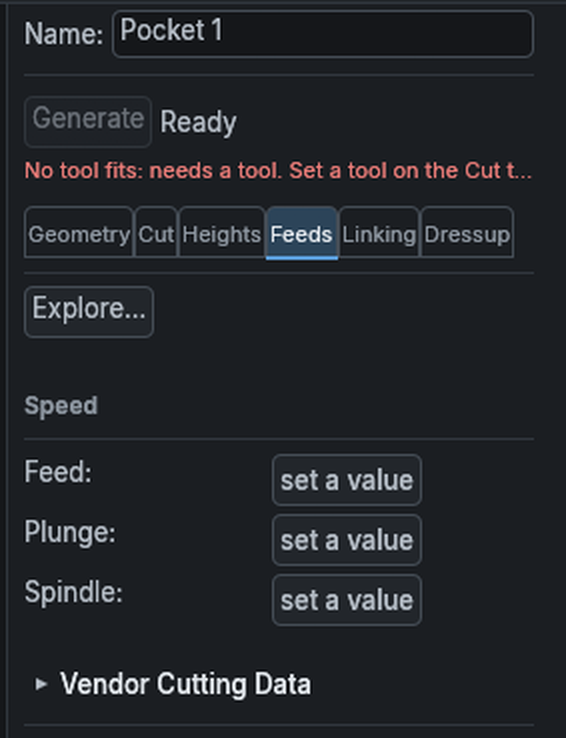 Name: Pocket 1
Generate Ready
No tool fits: needs a tool. Set a tool on the Cut t...
Geometry Cut Heights Feeds Linking Dressup
Explore...
Speed
Feed: set a value
Plunge: set a value
Spindle: set a value
Vendor Cutting Data